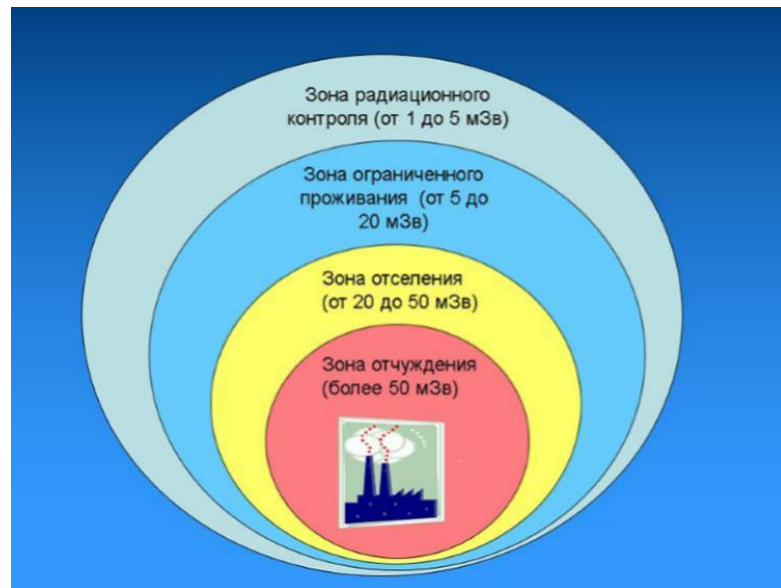 Зона радиационного
контроля (от 1 до 5 мЗв)
Зона ограниченного
проживания (от 5 до
20 мЗв)
Зона отселения
(от 20 до 50 мЗв)
Зона отчуждения
(более 50 мЗв)